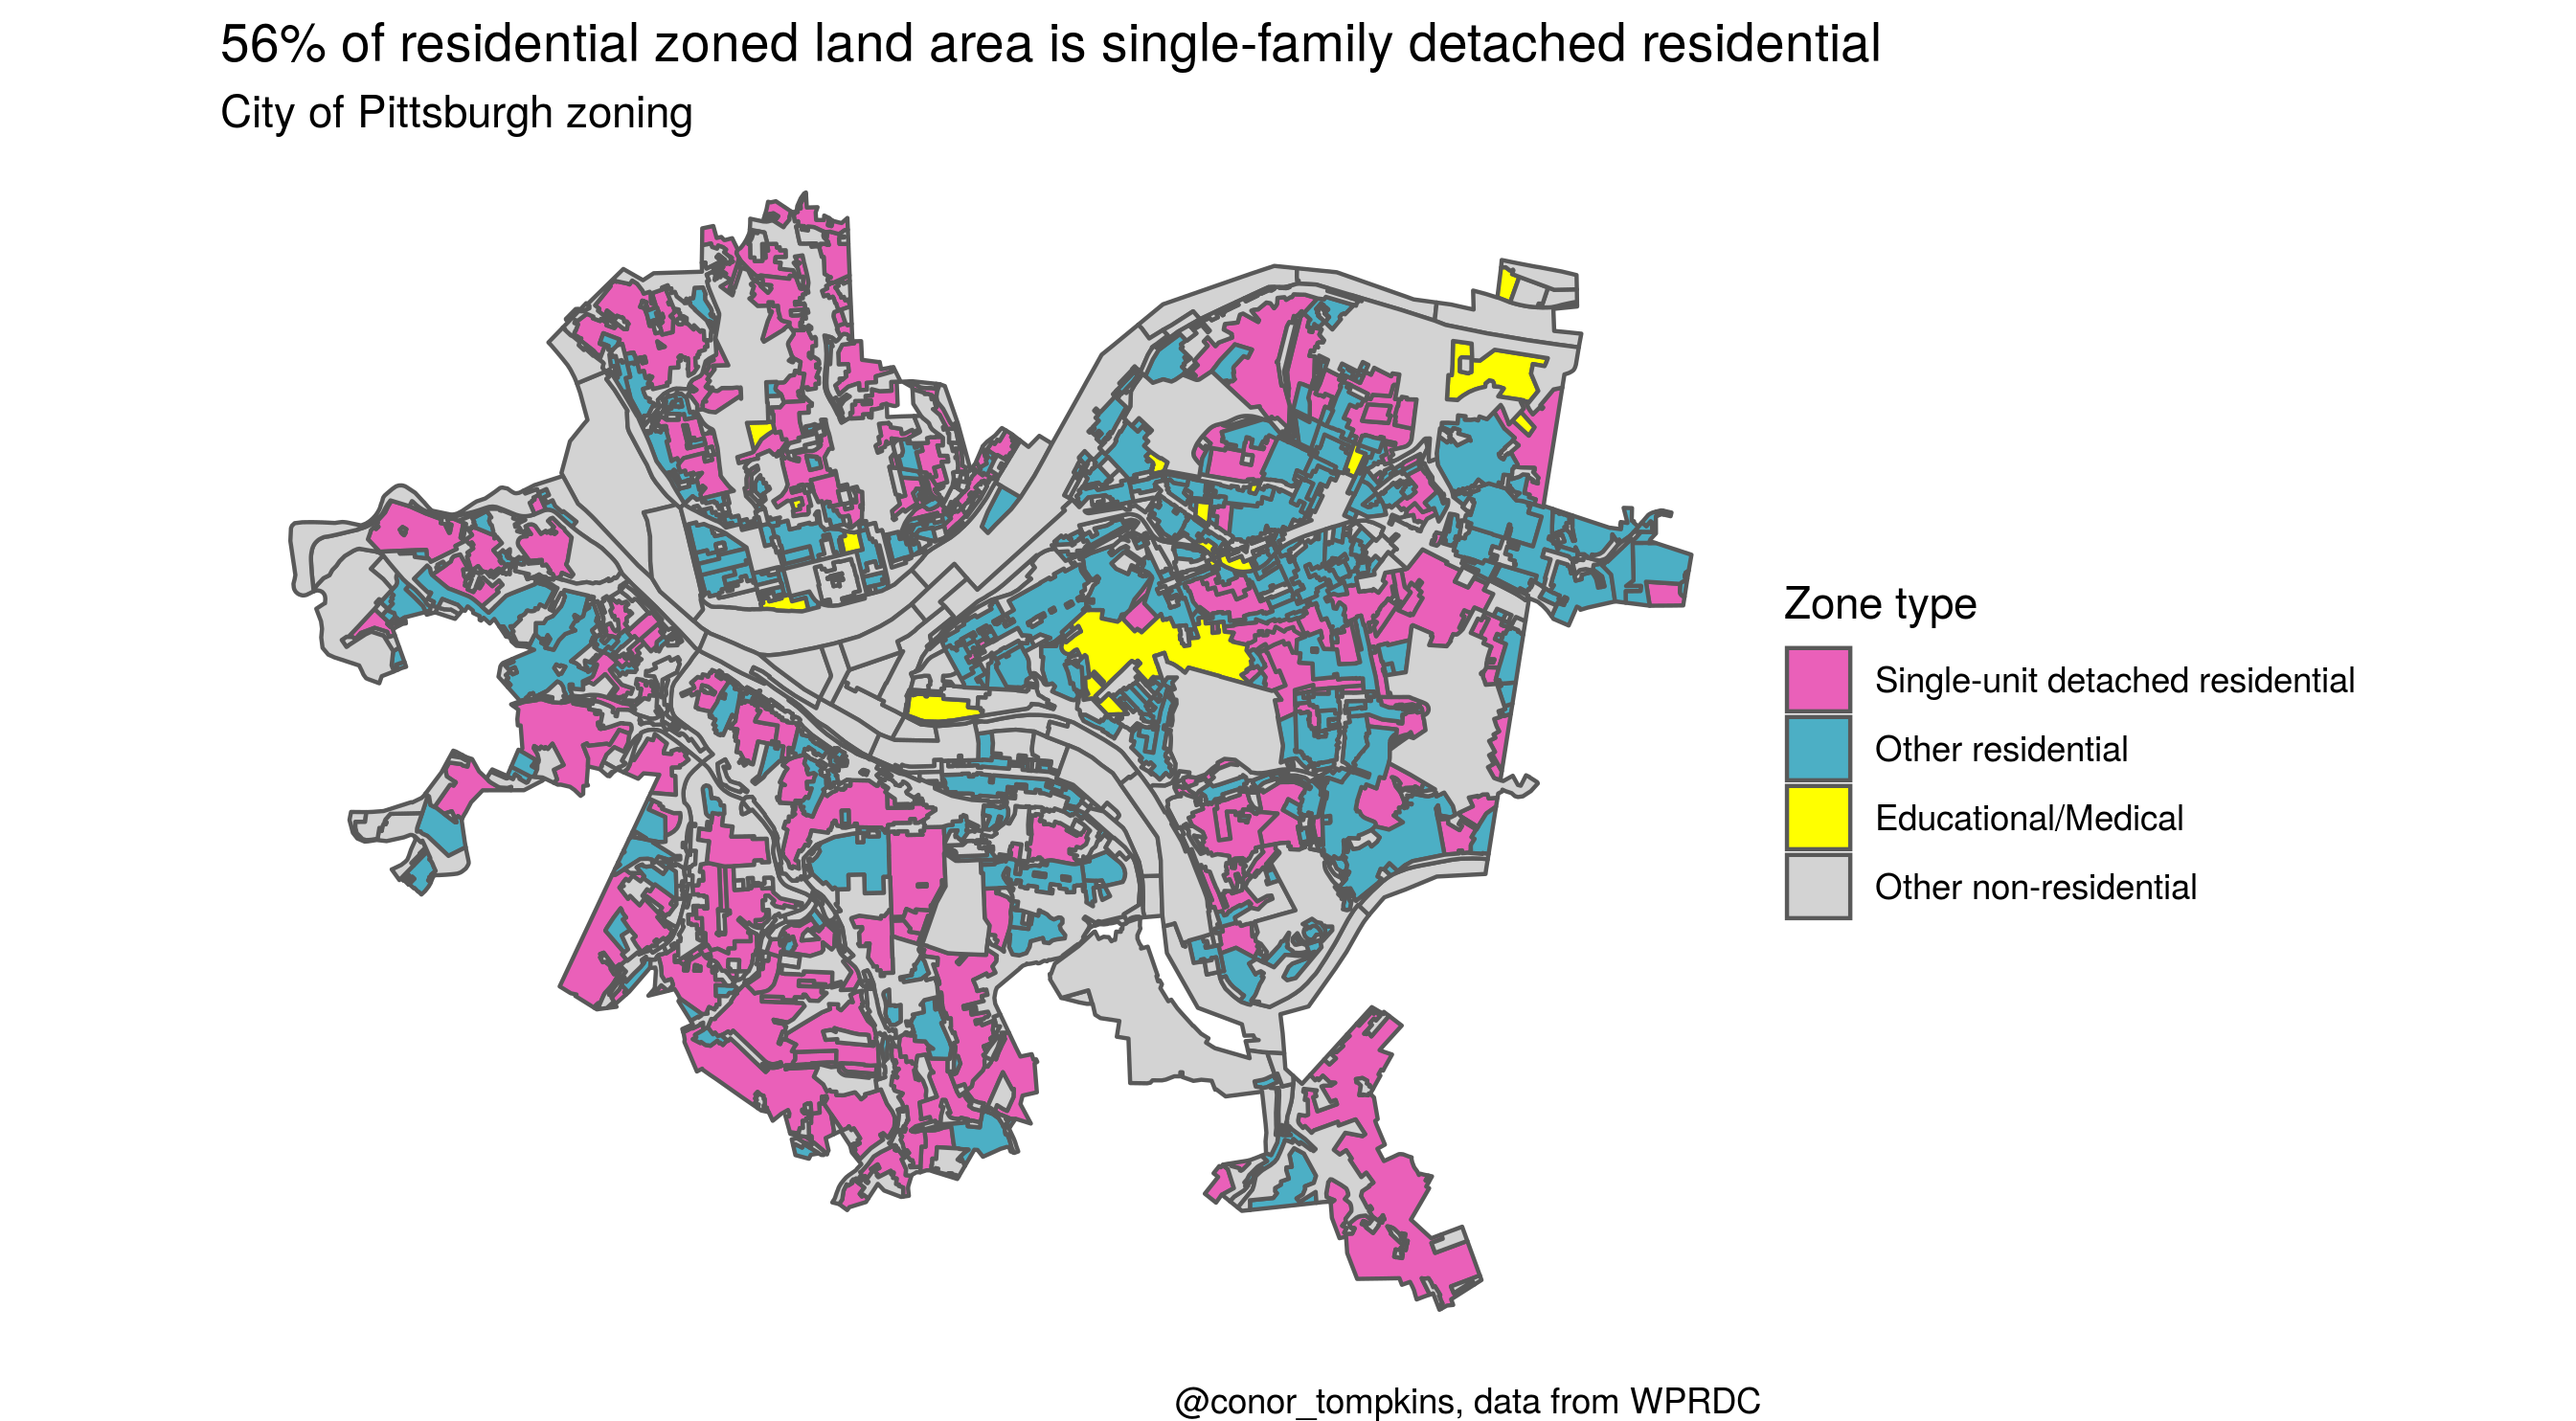 56% of residential zoned land area is single-family detached residential
City of Pittsburgh zoning
Zone type
Single-unit detached residential
Other residential
Educational/Medical
Other non-residential
@conor_tompkins, data from WPRDC